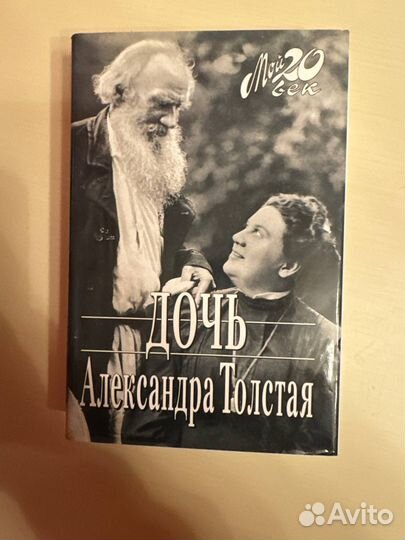 Мой 20
век
ДОЧЬ
Александра Толстая
Avito